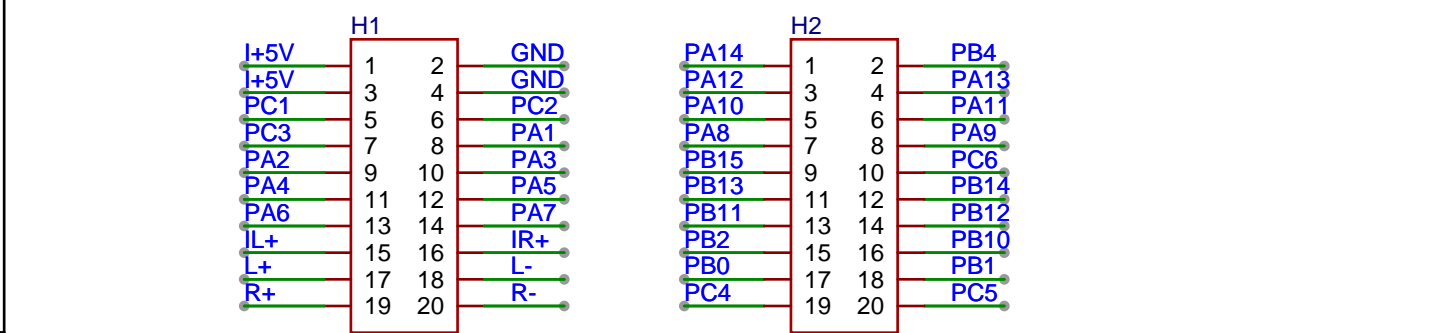 H1 H2
I+5V 1 2 GND PA14 1 2 PB4
I+5V 3 4 GND PA12 3 4 PA13
PC1 5 6 PC2 PA10 5 6 PA11
PC3 7 8 PA1 PA8 7 8 PA9
PA2 9 10 PA3 PB15 9 10 PC6
PA4 11 12 PA5 PB13 11 12 PB14
PA6 13 14 PA7 PB11 13 14 PB12
IL+ 15 16 IR+ PB2 15 16 PB10
L+ 17 18 L- PB0 17 18 PB1
R+ 19 20 R- PC4 19 20 PC5